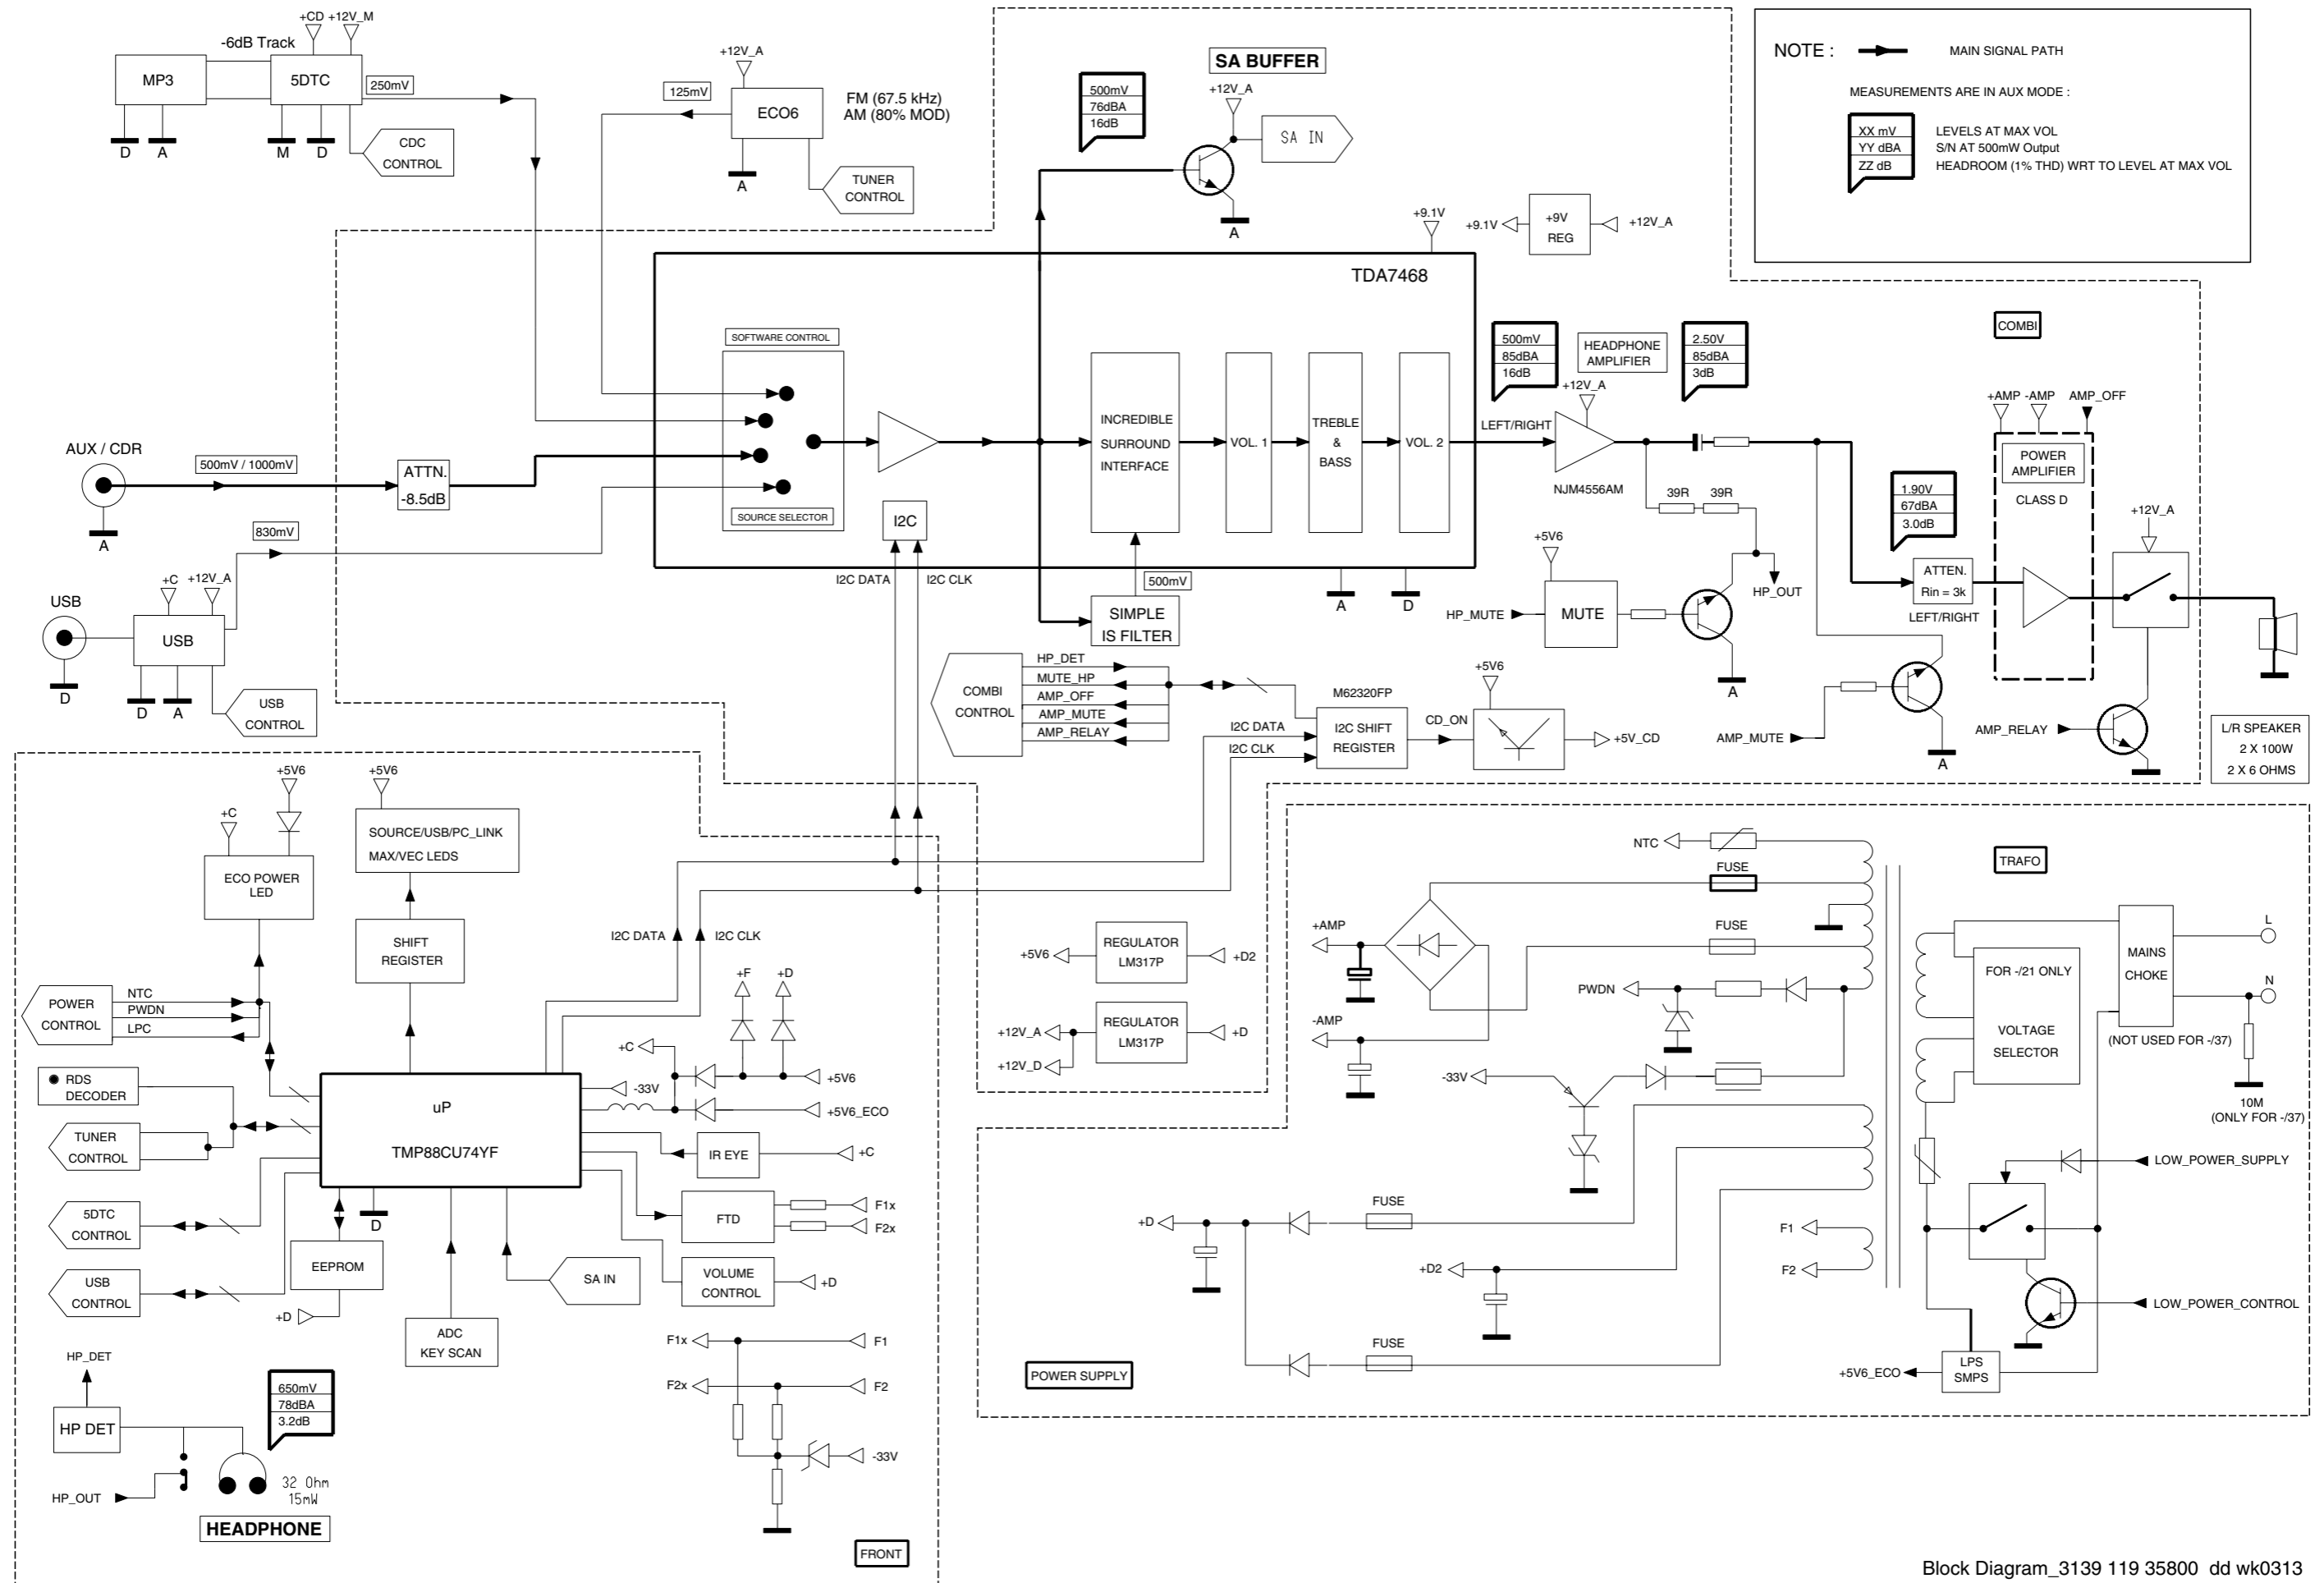 +CD +12V_M
-6dB Track
MP3
5DTC
250mV
D
A
M
D
CDC
CONTROL
+12V_A
125mV
ECO6
FM (67.5 kHz)
AM (80% MOD)
A
TUNER
CONTROL
500mV
76dBA
16dB
SA BUFFER
+12V_A
SA IN
A
+9.1V
+9.1V
+9V
REG
+12V_A
NOTE :
MAIN SIGNAL PATH
MEASUREMENTS ARE IN AUX MODE :
XX mV
LEVELS AT MAX VOL
YY dBA
S/N AT 500mW Output
ZZ dB
HEADROOM (1% THD) WRT TO LEVEL AT MAX VOL
TDA7468
SOFTWARE CONTROL
SOURCE SELECTOR
INCREDIBLE
SURROUND
INTERFACE
VOL. 1
TREBLE
&
BASS
VOL. 2
I2C
I2C DATA
I2C CLK
500mV
SIMPLE
IS FILTER
A
D
AUX / CDR
500mV / 1000mV
ATTN.
-8.5dB
A
830mV
+C
+12V_A
USB
USB
D
D
A
USB
CONTROL
500mV
85dBA
16dB
HEADPHONE
AMPLIFIER
+12V_A
2.50V
85dBA
3dB
LEFT/RIGHT
NJM4556AM
39R
39R
+5V6
HP_MUTE
MUTE
HP_OUT
A
COMBI
+AMP
-AMP
AMP_OFF
POWER
AMPLIFIER
CLASS D
1.90V
67dBA
3.0dB
ATTEN.
Rin = 3k
LEFT/RIGHT
+12V_A
AMP_MUTE
A
AMP_RELAY
L/R SPEAKER
2 X 100W
2 X 6 OHMS
COMBI
CONTROL
HP_DET
MUTE_HP
AMP_OFF
AMP_MUTE
AMP_RELAY
M62320FP
I2C DATA
I2C CLK
I2C SHIFT
REGISTER
CD_ON
+5V6
+5V_CD
+5V6
+C
ECO POWER
LED
+5V6
SOURCE/USB/PC_LINK
MAX/VEC LEDS
SHIFT
REGISTER
I2C DATA
I2C CLK
POWER
CONTROL
NTC
PWDN
LPC
RDS
DECODER
TUNER
CONTROL
5DTC
CONTROL
USB
CONTROL
uP
TMP88CU74YF
+F
+D
+C
-33V
+5V6
+5V6_ECO
IR EYE
+C
FTD
F1x
F2x
VOLUME
CONTROL
+D
D
EEPROM
+D
ADC
KEY SCAN
SA IN
F1x
F1
F2x
F2
-33V
HP_DET
HP DET
650mV
78dBA
3.2dB
HP_OUT
32 Ohm
15mW
HEADPHONE
FRONT
+5V6
REGULATOR
LM317P
+D2
+12V_A
+12V_D
REGULATOR
LM317P
+D
NTC
FUSE
FUSE
+AMP
-AMP
PWDN
-33V
+D
FUSE
+D2
FUSE
F1
F2
POWER SUPPLY
TRAFO
MAINS
CHOKE
L
N
(NOT USED FOR -/37)
FOR -/21 ONLY
VOLTAGE
SELECTOR
10M
(ONLY FOR -/37)
LOW_POWER_SUPPLY
LOW_POWER_CONTROL
LPS
SMPS
+5V6_ECO
Block Diagram_3139 119 35800 dd wk0313